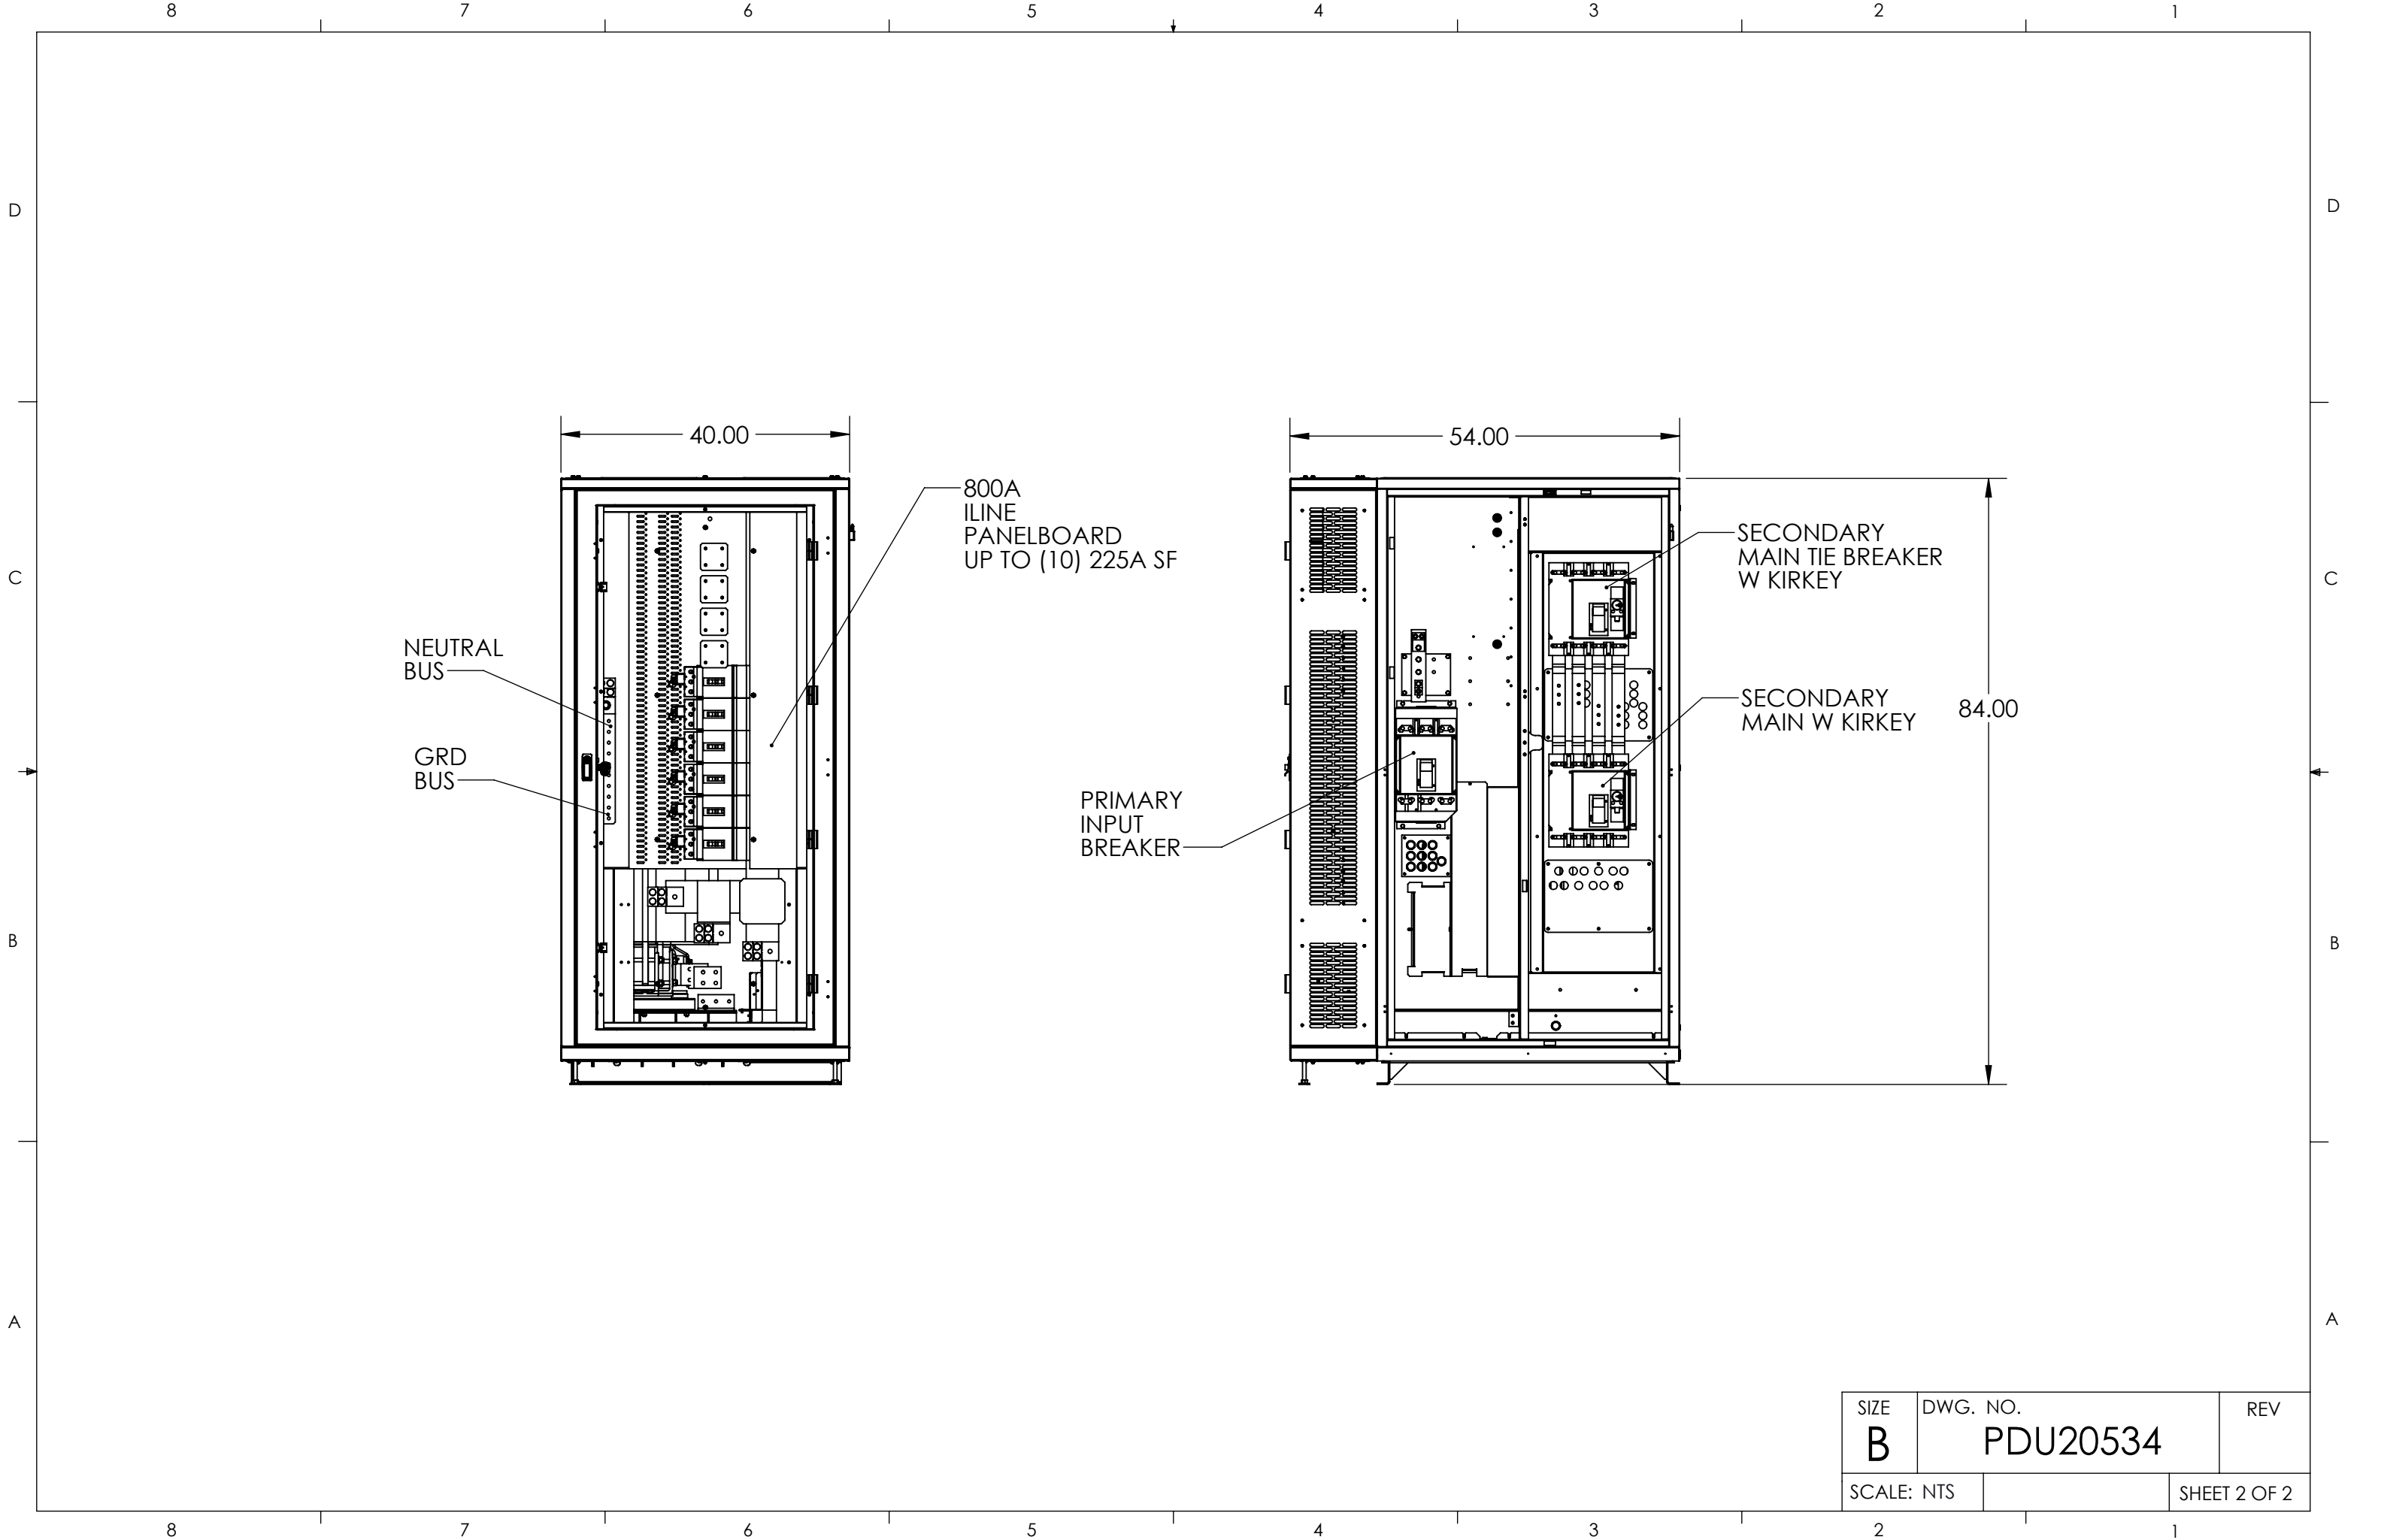 8 7 6 5 4 3 2 1
D D
40.00 54.00
800A
ILINE
PANELBOARD
UP TO (10) 225A SF
SECONDARY
MAIN TIE BREAKER
W KIRKEY
C C
NEUTRAL
BUS
SECONDARY
MAIN W KIRKEY
84.00
GRD
BUS
PRIMARY
INPUT
BREAKER
B B
A A
SIZE DWG. NO. REV
B PDU20534
SCALE: NTS SHEET 2 OF 2
8 7 6 5 4 3 2 1